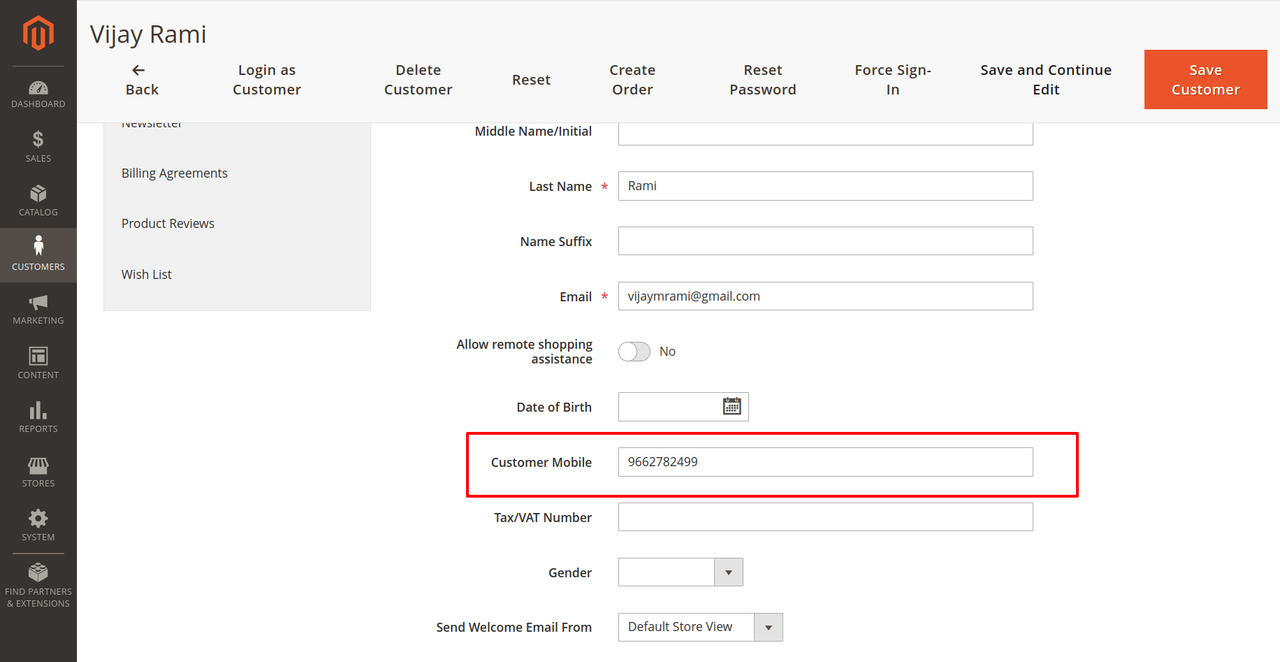 Vijay Rami
← Back
Login as
Customer
Delete
Customer
Reset
Create
Order
Reset
Password
Force Sign-
In
Save and Continue
Edit
Save
Customer
DASHBOARD
$
SALES
CATALOG
CUSTOMERS
MARKETING
CONTENT
REPORTS
STORES
SYSTEM
FIND PARTNERS
& EXTENSIONS
Newsletter
Billing Agreements
Product Reviews
Wish List
Middle Name/Initial
Last Name * Rami
Name Suffix
Email * vijaymrami@gmail.com
Allow remote shopping
assistance
No
Date of Birth
Customer Mobile 9662782499
Tax/VAT Number
Gender
Send Welcome Email From Default Store View